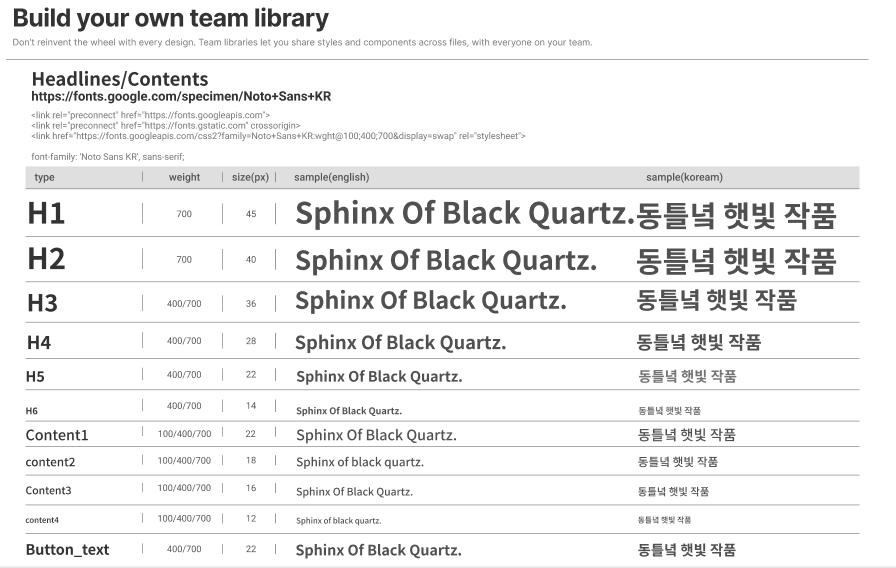 Build your own team library
Don't reinvent the wheel with every design. Team libraries let you share styles and components across files, with everyone on your team.
Headlines/Contents
https://fonts.google.com/specimen/Noto+Sans+KR
<link rel="preconnect" href="https://fonts.googleapis.com">
<link rel="preconnect" href="https://fonts.gstatic.com" crossorigin>
<link href="https://fonts.googleapis.com/css2?family=Noto+Sans+KR:wght@100;400;700&display=swap" rel="stylesheet">
font-family: 'Noto Sans KR', sans-serif;
type | weight | size(px) | sample(english) sample(koream)
H1 | 700 | 45 | Sphinx Of Black Quartz. 동틀녘 햇빛 작품
H2 | 700 | 40 | Sphinx Of Black Quartz. 동틀녘 햇빛 작품
H3 | 400/700 | 36 | Sphinx Of Black Quartz. 동틀녘 햇빛 작품
H4 | 400/700 | 28 | Sphinx Of Black Quartz. 동틀녘 햇빛 작품
H5 | 400/700 | 22 | Sphinx Of Black Quartz. 동틀녘 햇빛 작품
H6 | 400/700 | 14 | Sphinx Of Black Quartz. 동틀녘 햇빛 작품
Content1 | 100/400/700 | 22 | Sphinx Of Black Quartz. 동틀녘 햇빛 작품
content2 | 100/400/700 | 18 | Sphinx of black quartz. 동틀녘 햇빛 작품
Content3 | 100/400/700 | 16 | Sphinx Of Black Quartz. 동틀녘 햇빛 작품
content4 | 100/400/700 | 12 | Sphinx of black quartz. 동틀녘 햇빛 작품
Button_text | 400/700 | 22 | Sphinx Of Black Quartz. 동틀녘 햇빛 작품